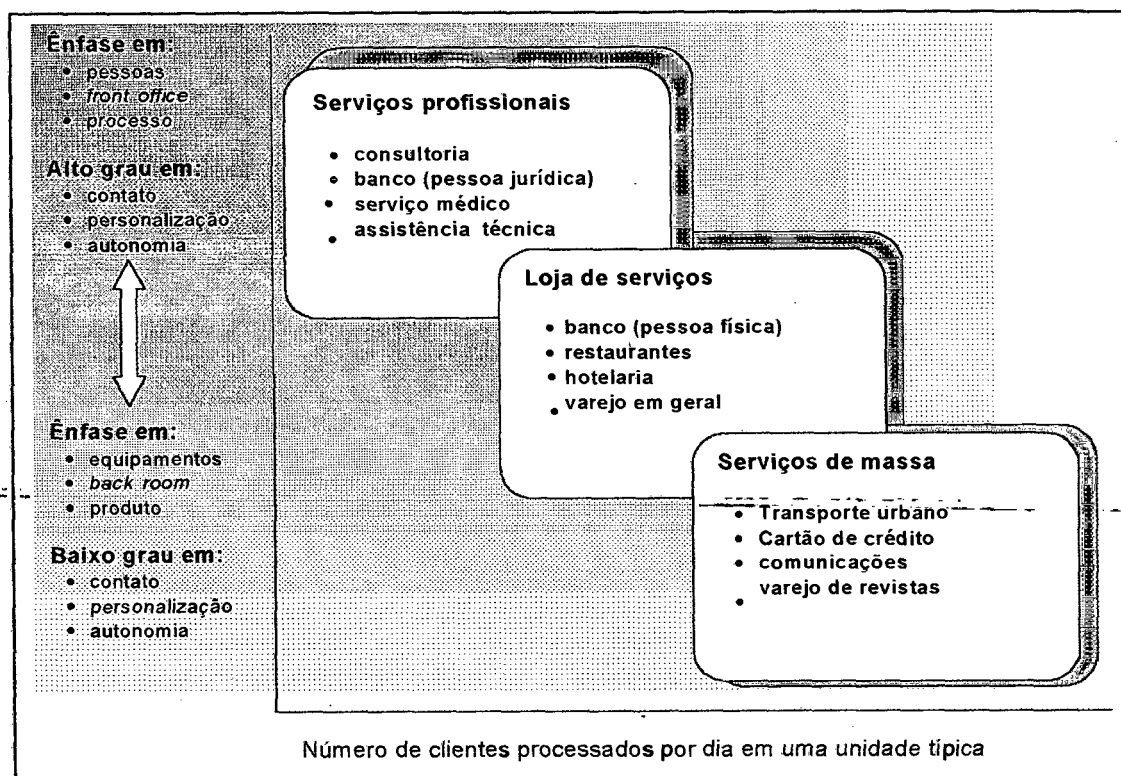 Ênfase em:
• pessoas
• front office
• processo
Alto grau em:
• contato
• personalização
• autonomia
Ênfase em:
• equipamentos
• back room
• produto
Baixo grau em:
• contato
• personalização
• autonomia
Serviços profissionais
• consultoria
• banco (pessoa jurídica)
• serviço médico
• assistência técnica
Loja de serviços
• banco (pessoa física)
• restaurantes
• hotelaria
• varejo em geral
Serviços de massa
• Transporte urbano
• Cartão de crédito
• comunicações
• varejo de revistas
Número de clientes processados por dia em uma unidade típica